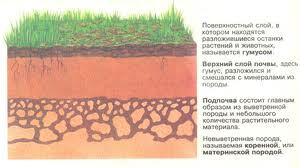 Поверхностный слой, в
котором находятся
разложившиеся останки
растений и животных,
называется гумусом.
Верхний слой почвы, здесь
гумус, разложился и
смешался с минералами из
породы.
Подпочва состоит главным
образом из выветренной
породы и небольшого
количества растительного
материала.
Невыветренная порода,
называемая коренной, или
материнской породой.